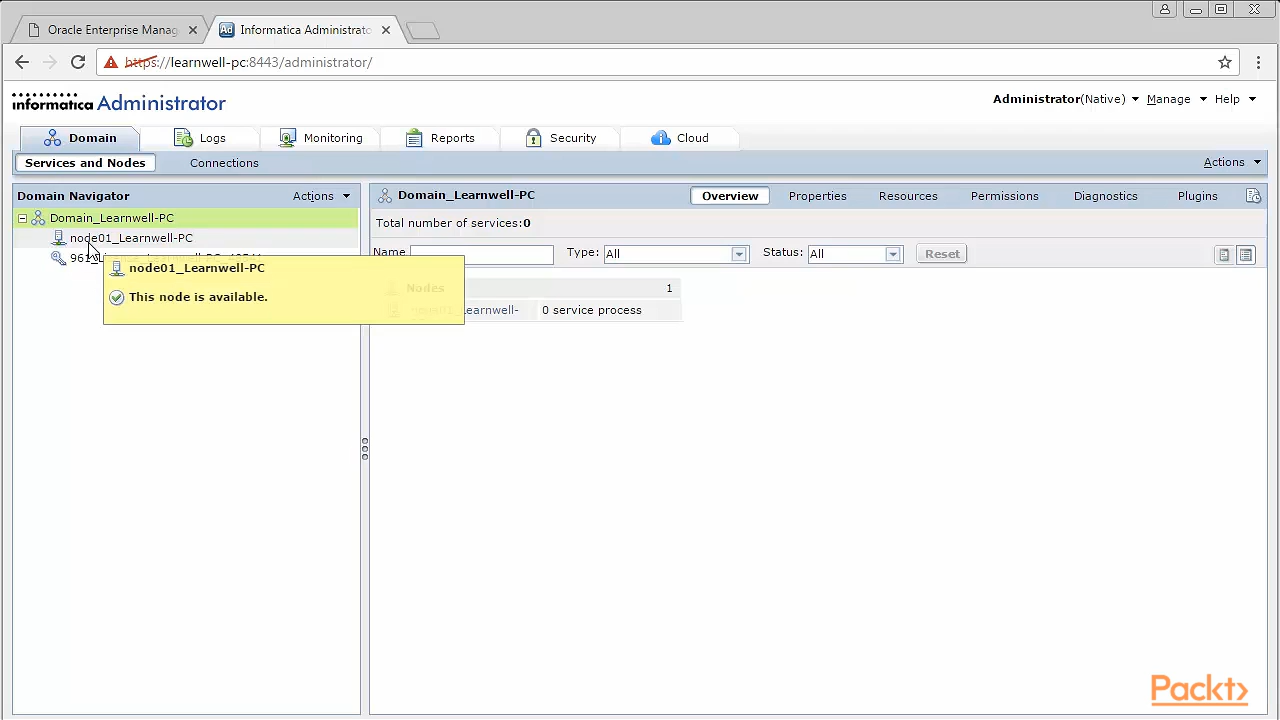 Oracle Enterprise Manag
Informatica Administrato
https://learnwell-pc:8443/administrator/
informatica Administrator
Administrator(Native) Manage Help
Domain Logs Monitoring Reports Security Cloud
Services and Nodes Connections Actions
Domain Navigator Actions
Domain_Learnwell-PC Overview Properties Resources Permissions Diagnostics Plugins
Domain_Learnwell-PC
Total number of services:0
node01_Learnwell-PC
Name Type: All Status: All Reset
node01_Learnwell-PC
This node is available.
Nodes 1
node01_Learnwell- 0 service process
Packt